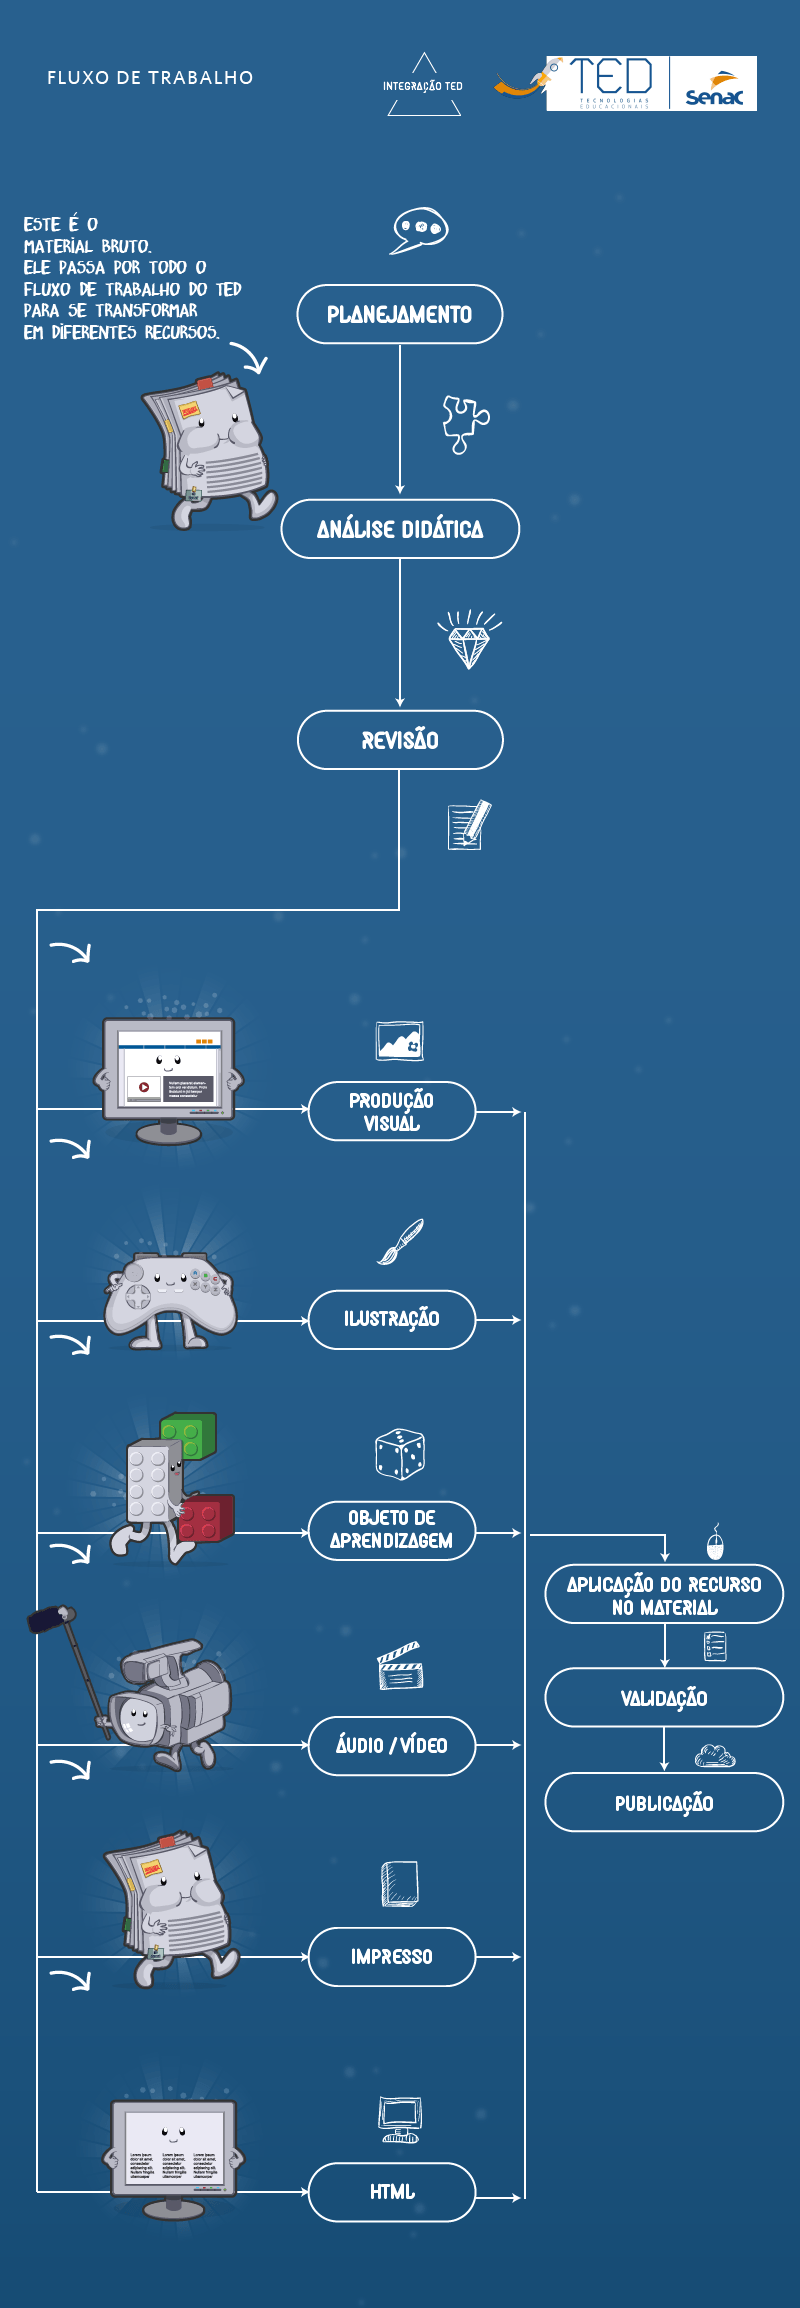 FLUXO DE TRABALHO
INTEGRAÇÃO TED
TED
TECNOLOGIAS
EDUCACIONAIS
Senac
ESTE É O
MATERIAL BRUTO.
ELE PASSA POR TODO O
FLUXO DE TRABALHO DO TED
PARA SE TRANSFORMAR
EM DIFERENTES RECURSOS.
PLANEJAMENTO
ANÁLISE DIDÁTICA
REVISÃO
PRODUÇÃO
VISUAL
ILUSTRAÇÃO
OBJETO DE
APRENDIZAGEM
APLICAÇÃO DO RECURSO
NO MATERIAL
VALIDAÇÃO
ÁUDIO / VÍDEO
PUBLICAÇÃO
IMPRESSO
HTML